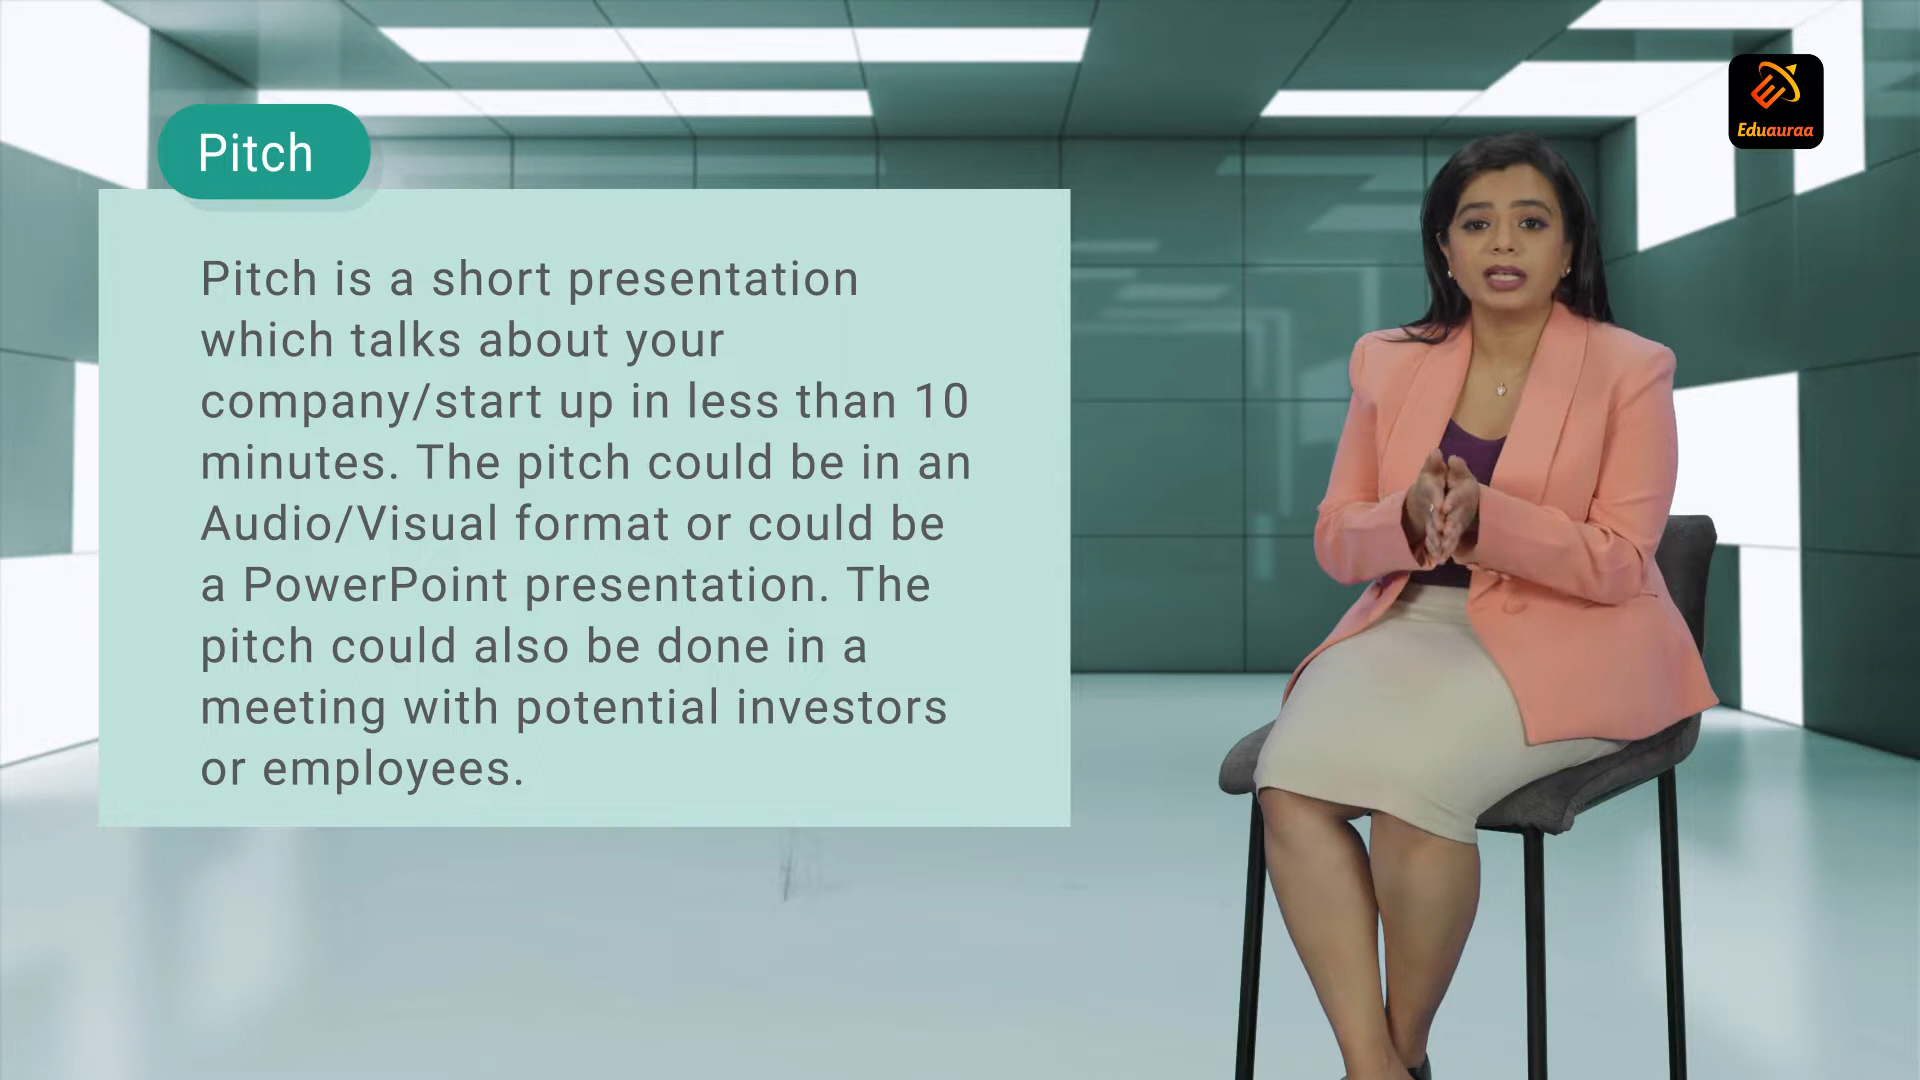 Eduauraa
Pitch
Pitch is a short presentation
which talks about your
company/start up in less than 10
minutes. The pitch could be in an
Audio/Visual format or could be
a PowerPoint presentation. The
pitch could also be done in a
meeting with potential investors
or employees.